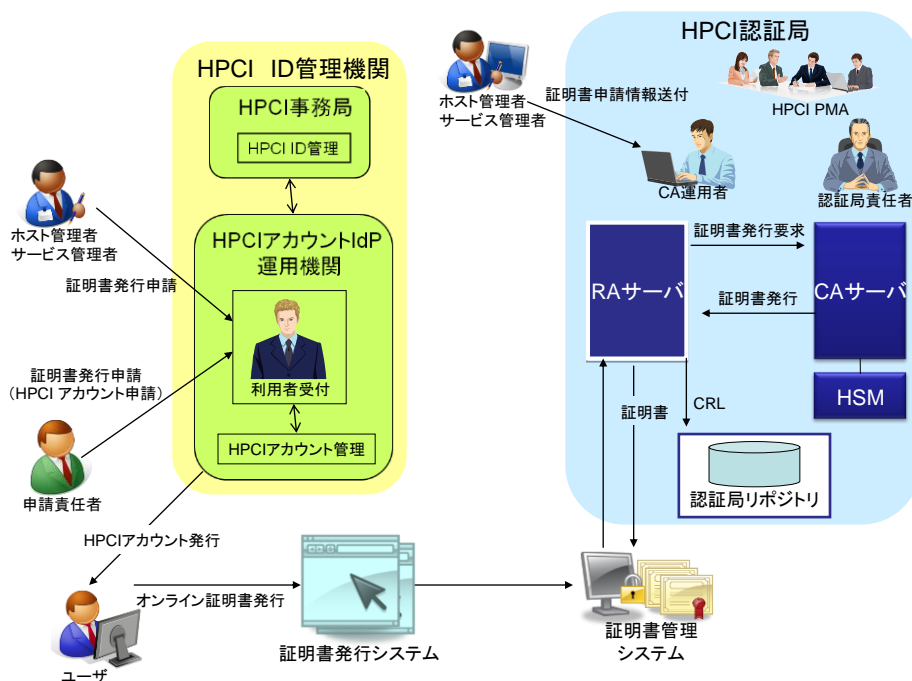 HPCI ID管理機関
HPCI事務局
HPCI ID管理
HPCIアカウントIdP
運用機関
利用者受付
HPCIアカウント管理
ホスト管理者
サービス管理者
証明書発行申請
証明書発行申請
(HPCI アカウント申請)
申請責任者
HPCIアカウント発行
ユーザ
オンライン証明書発行
証明書発行システム
証明書管理
システム
HPCI認証局
HPCI PMA
ホスト管理者
サービス管理者
証明書申請情報送付
CA運用者
認証局責任者
RAサーバ
証明書発行要求
証明書発行
CAサーバ
HSM
証明書
CRL
認証局リポジトリ